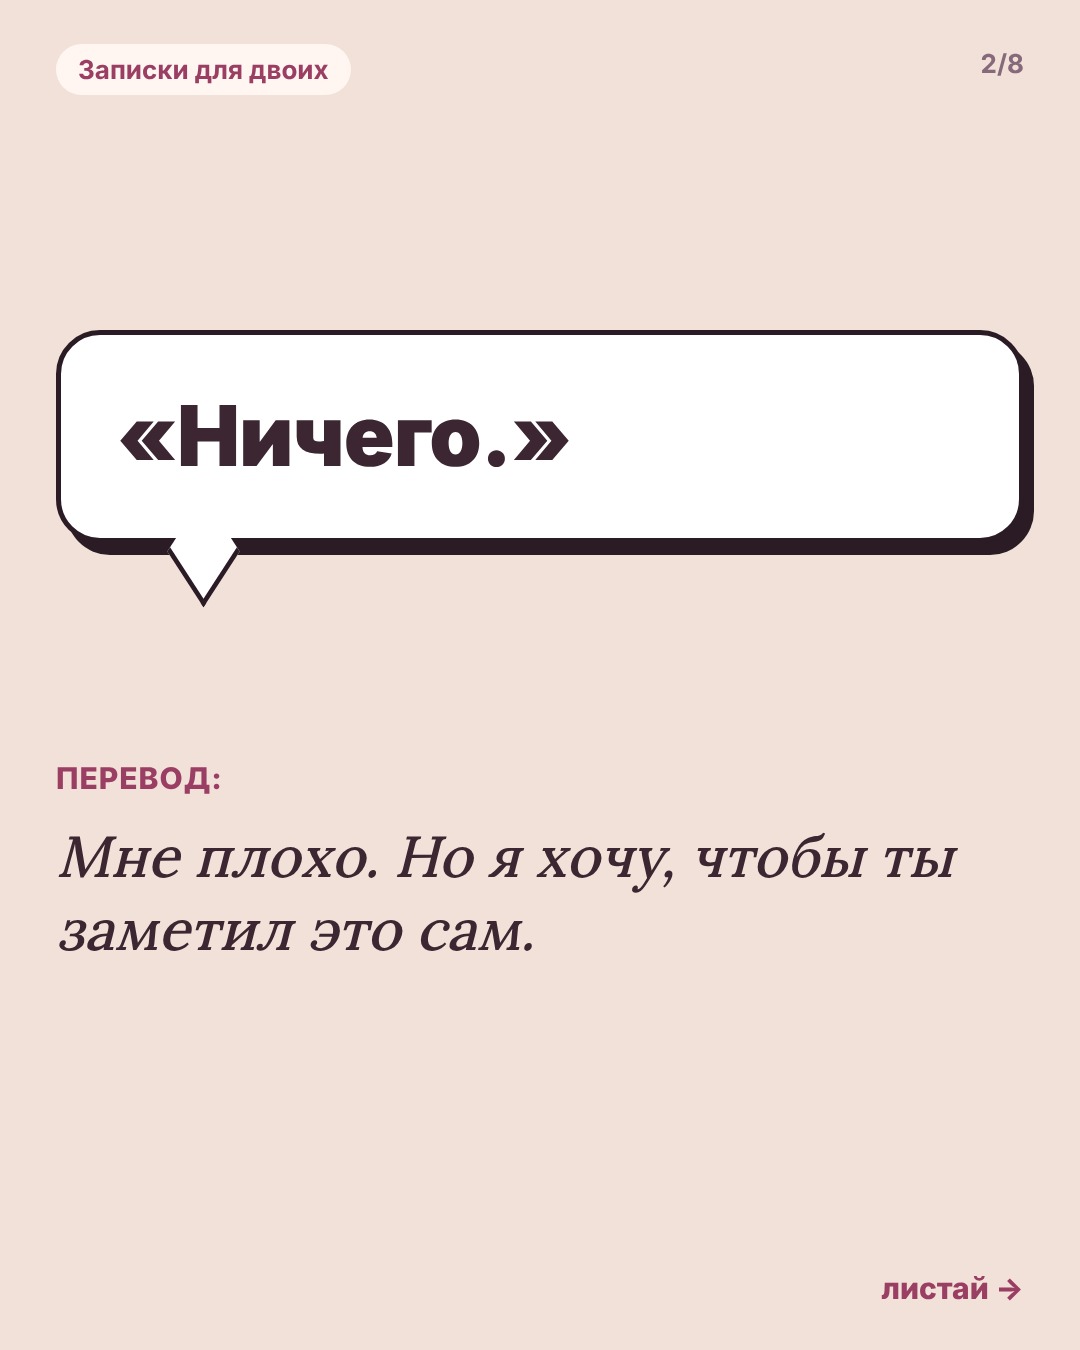 Записки для двоих
2/8
«Ничего.»
ПЕРЕВОД:
Мне плохо. Но я хочу, чтобы ты
заметил это сам.
листай →